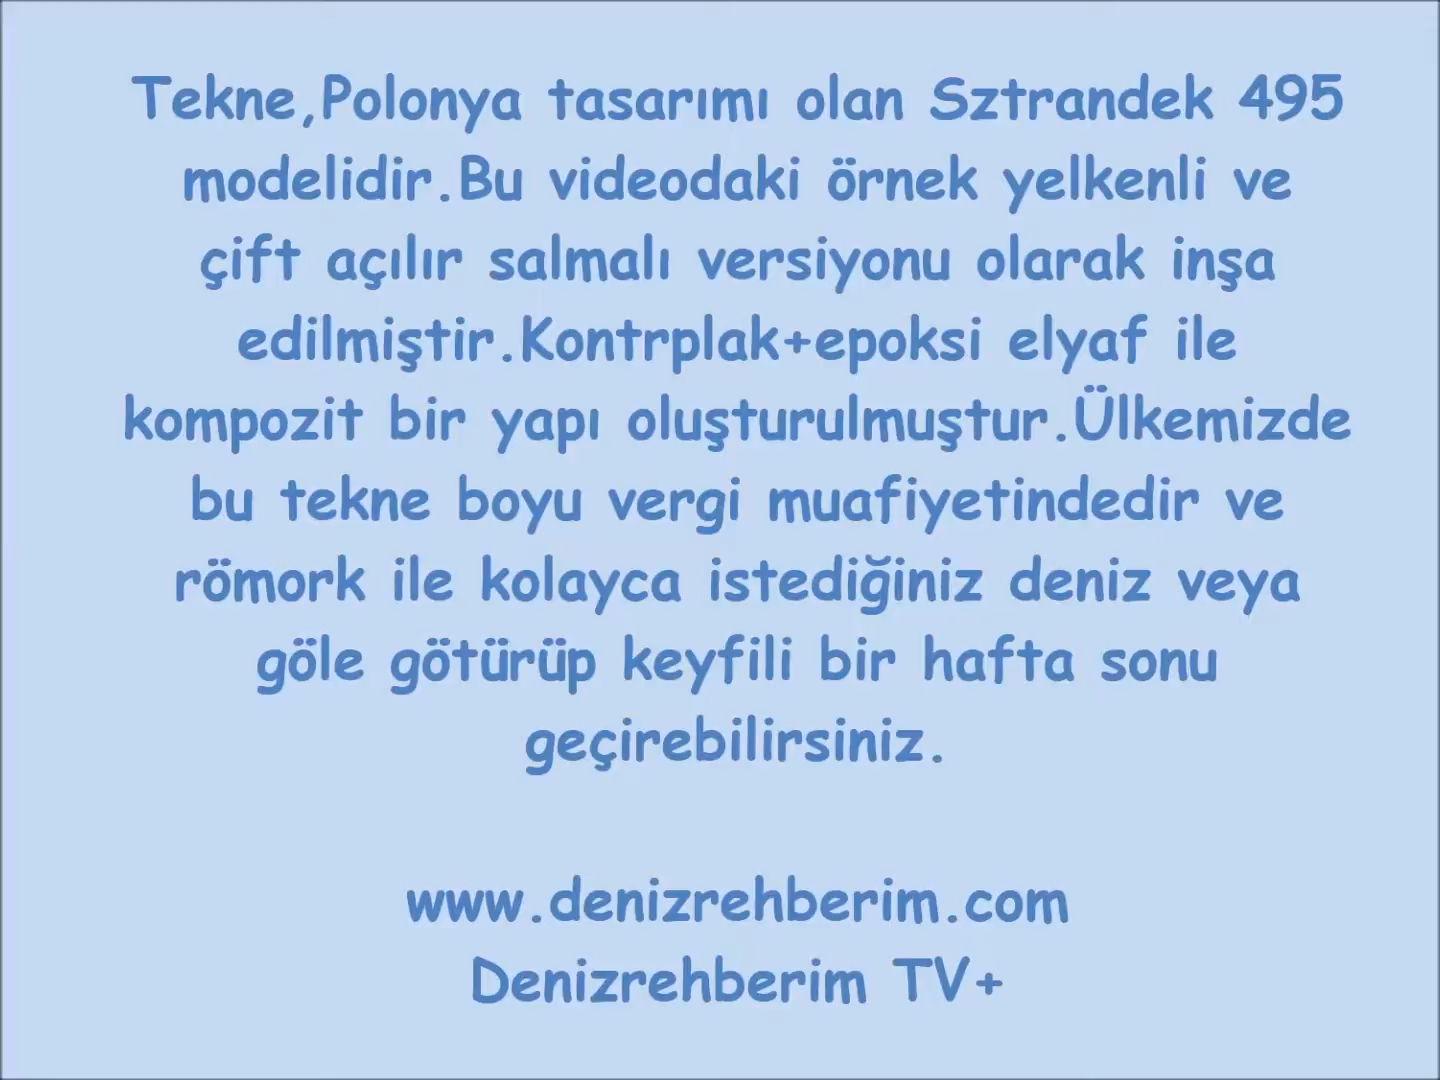 Tekne,Polonya tasarımı olan Sztrandek 495
modelidir.Bu videodaki örnek yelkenli ve
çift açılır salmalı versiyonu olarak inşa
edilmiştir.Kontrplak+epoksi elyaf ile
kompozit bir yapı oluşturulmuştur.Ülkemizde
bu tekne boyu vergi muafiyetindedir ve
römork ile kolayca istediğiniz deniz veya
göle götürüp keyfili bir hafta sonu
geçirebilirsiniz.
www.denizrehberim.com
Denizrehberim TV+